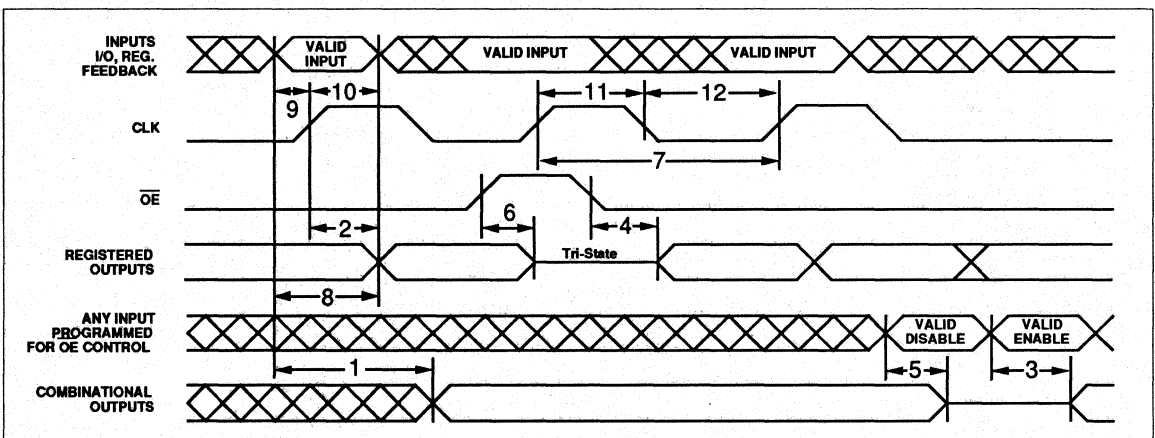 INPUTS
I/O, REG.
FEEDBACK
VALID
INPUT
VALID INPUT
VALID INPUT
9
10
11
12
CLK
7
OE
6
4
2
REGISTERED
OUTPUTS
Tri-State
8
ANY INPUT
PROGRAMMED
FOR OE CONTROL
VALID
DISABLE
VALID
ENABLE
1
5
3
COMBINATIONAL
OUTPUTS